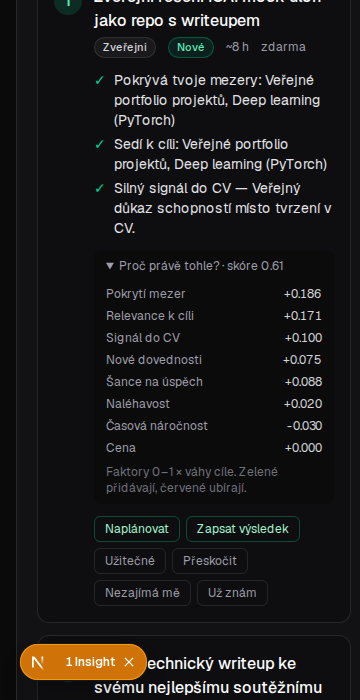 jako repo s writeupem
Zveřejni Nové ~8 h zdarma
✓ Pokrývá tvoje mezery: Veřejné
portfolio projektů, Deep learning
(PyTorch)
✓ Sedí k cíli: Veřejné portfolio
projektů, Deep learning (PyTorch)
✓ Silný signál do CV — Veřejný
důkaz schopností místo tvrzení v
CV.
▼ Proč právě tohle? · skóre 0.61
Pokrytí mezer +0.186
Relevance k cíli +0.171
Signál do CV +0.100
Nové dovednosti +0.075
Šance na úspěch +0.088
Naléhavost +0.020
Časová náročnost -0.030
Cena +0.000
Faktory 0–1 × váhy cíle. Zelené
přidávají, červené ubírají.
Naplánovat Zapsat výsledek
Užitečné Přeskočit
Nezajímá mě Už znám
N 1 Insight ×
echnický writeup ke
svému nejlepšímu soutěžnímu